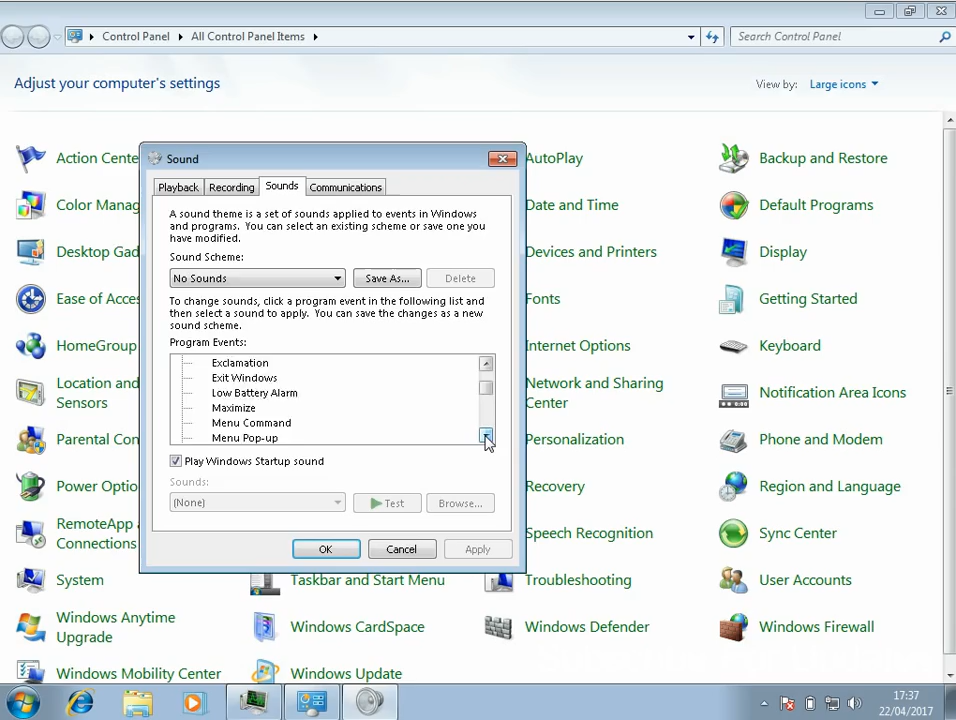 Control Panel
All Control Panel Items
Search Control Panel
Adjust your computer's settings
View by:
Large icons
Action Cente
AutoPlay
Backup and Restore
Color Manag
Date and Time
Default Programs
Desktop Gad
Devices and Printers
Display
Ease of Acces
Fonts
Getting Started
HomeGroup
Internet Options
Keyboard
Location and
Sensors
Network and Sharing
Center
Notification Area Icons
Parental Con
Personalization
Phone and Modem
Power Optio
Recovery
Region and Language
RemoteApp
Connections
Speech Recognition
Sync Center
System
Taskbar and Start Menu
Troubleshooting
User Accounts
Windows Anytime
Upgrade
Windows CardSpace
Windows Defender
Windows Firewall
Windows Mobility Center
Windows Update
Sound
Playback
Recording
Sounds
Communications
A sound theme is a set of sounds applied to events in Windows
and programs. You can select an existing scheme or save one you
have modified.
Sound Scheme:
No Sounds
Save As...
Delete
To change sounds, click a program event in the following list and
then select a sound to apply. You can save the changes as a new
sound scheme.
Program Events:
Exclamation
Exit Windows
Low Battery Alarm
Maximize
Menu Command
Menu Pop-up
Play Windows Startup sound
Sounds:
(None)
Test
Browse...
OK
Cancel
Apply
17:37
22/04/2017